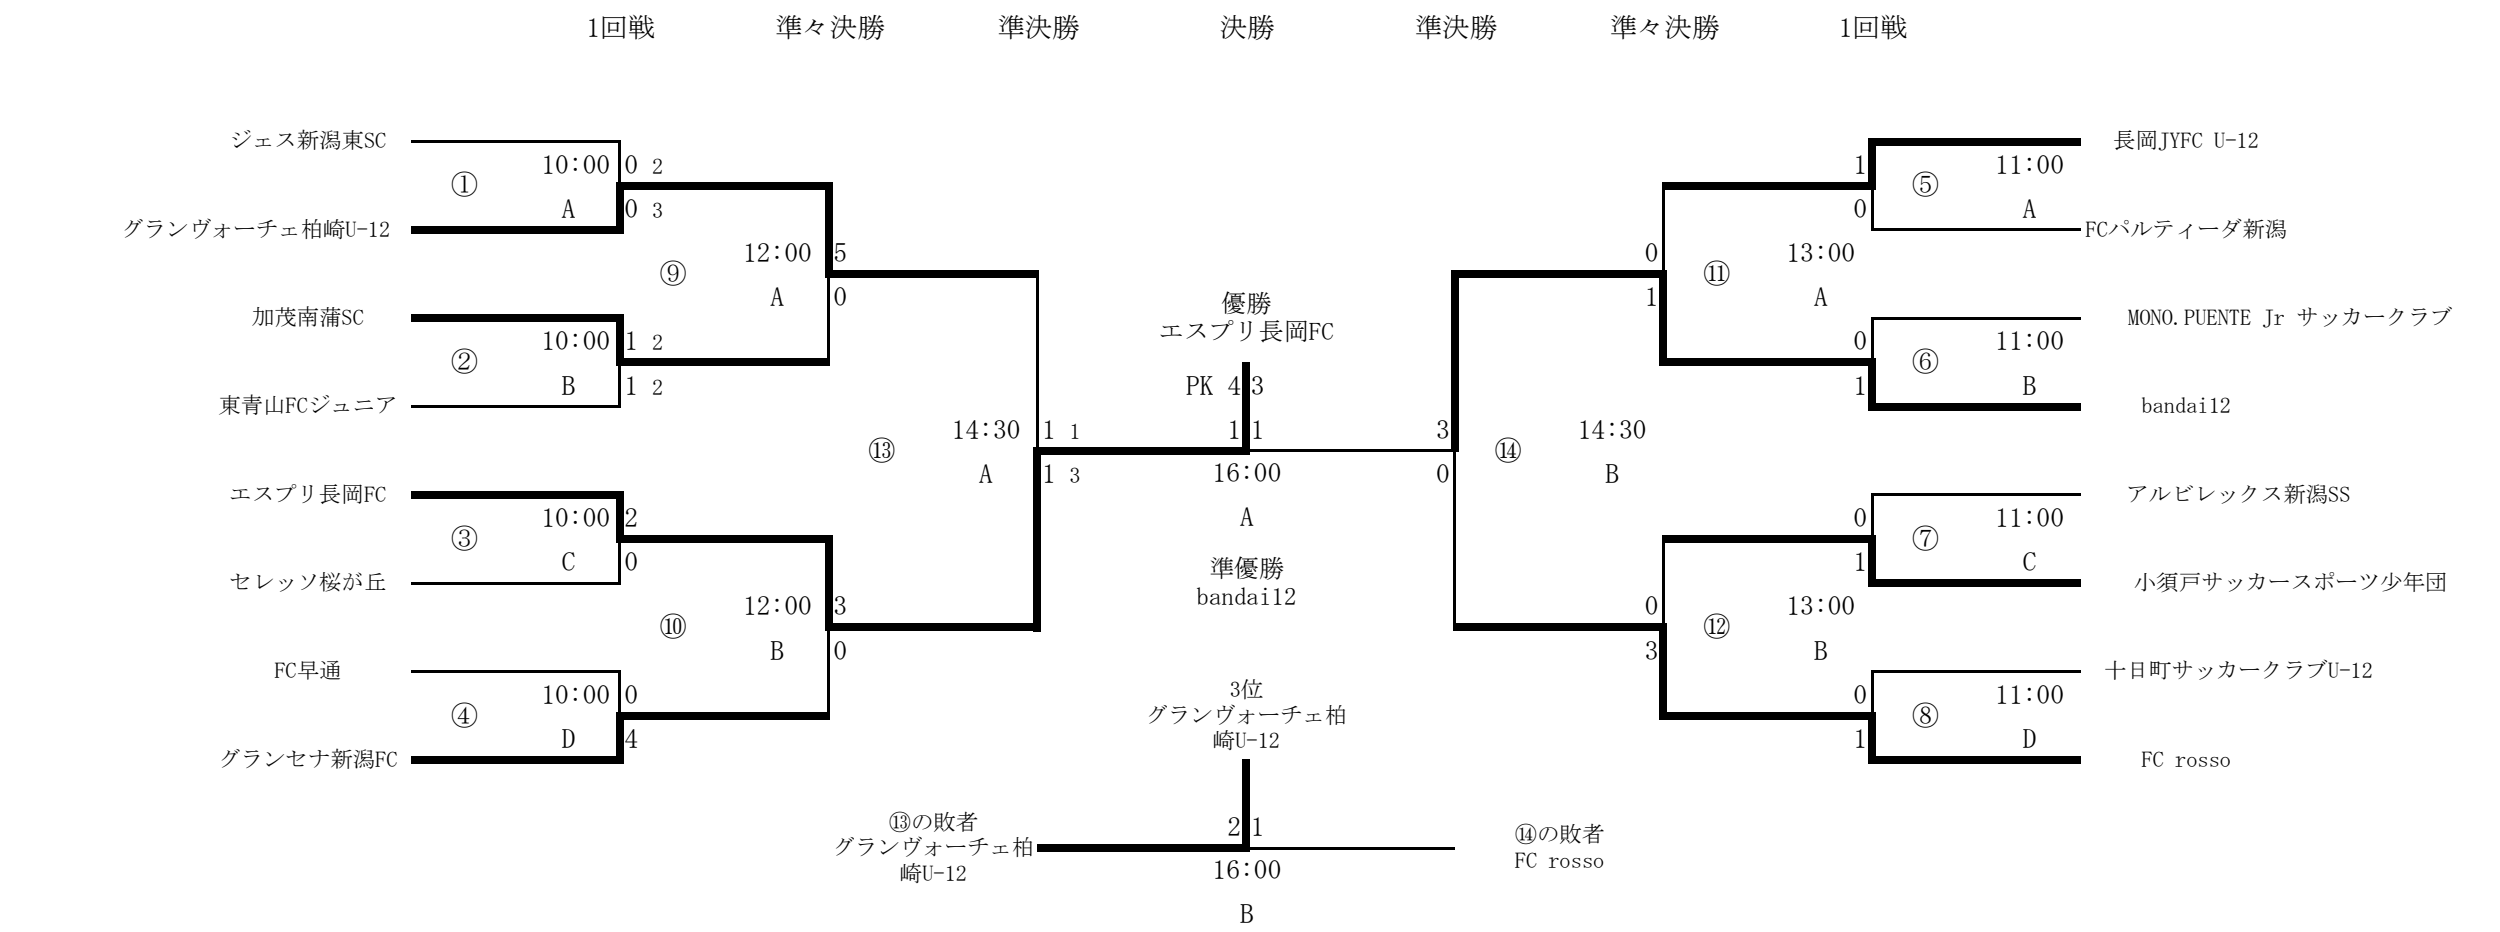 1回戦 準々決勝 準決勝 決勝 準決勝 準々決勝 1回戦
ジェス新潟東SC
10:00 0 2
①
A 0 3
グランヴォーチェ柏崎U-12
12:00 5
⑨
A 0
加茂南蒲SC
10:00 1 2
②
B 1 2
東青山FCジュニア
14:30 1 1
⑬
A 1 3
エスプリ長岡FC
10:00 2
③
C 0
セレッソ桜が丘
12:00 3
⑩
B 0
FC早通
10:00 0
④
D 4
グランセナ新潟FC
優勝
エスプリ長岡FC
PK 4 3
1 1
16:00
A
準優勝
bandai12
3位
グランヴォーチェ柏
崎U-12
⑬の敗者
グランヴォーチェ柏
崎U-12
2 1
16:00
B
⑭の敗者
FC rosso
長岡JYFC U-12
1 11:00
⑤
0 A
FCパルティーダ新潟
0 13:00
⑪
1 A
MONO.PUENTE Jr サッカークラブ
0 11:00
⑥
1 B
bandai12
3 14:30
⑭
0 B
アルビレックス新潟SS
0 11:00
⑦
1 C
小須戸サッカースポーツ少年団
0 13:00
⑫
3 B
十日町サッカークラブU-12
0 11:00
⑧
1 D
FC rosso